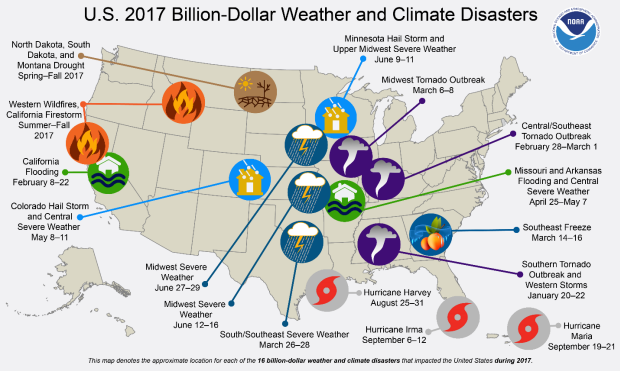 U.S. 2017 Billion-Dollar Weather and Climate Disasters
NOAA
North Dakota, South
Dakota, and
Montana Drought
Spring–Fall 2017
Minnesota Hail Storm and
Upper Midwest Severe Weather
June 9–11
Midwest Tornado Outbreak
March 6–8
Western Wildfires,
California Firestorm
Summer–Fall
2017
Central/Southeast
Tornado Outbreak
February 28–March 1
California
Flooding
February 8–22
Missouri and Arkansas
Flooding and Central
Severe Weather
April 25–May 7
Colorado Hail Storm
and Central
Severe Weather
May 8–11
Southeast Freeze
March 14–16
Midwest Severe
Weather
June 27–29
Southern Tornado
Outbreak and
Western Storms
January 20–22
Midwest Severe
Weather
June 12–16
Hurricane Harvey
August 25–31
South/Southeast Severe Weather
March 26–28
Hurricane Irma
September 6–12
Hurricane
Maria
September 19–21
This map denotes the approximate location for each of the 16 billion-dollar weather and climate disasters that impacted the United States during 2017.